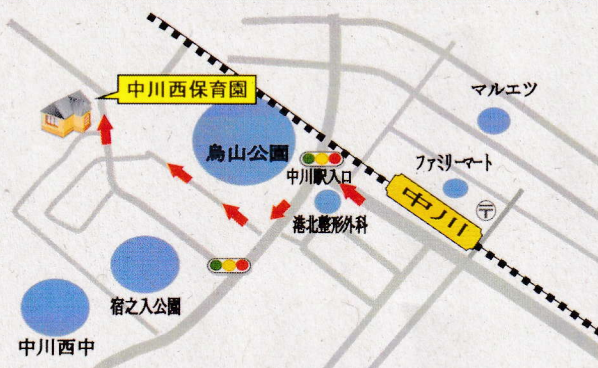 中川西保育園
マルエツ
鳥山公園
ファミリーマート
中川駅入口
中川
〒
港北整形外科
宿之入公園
中川西中